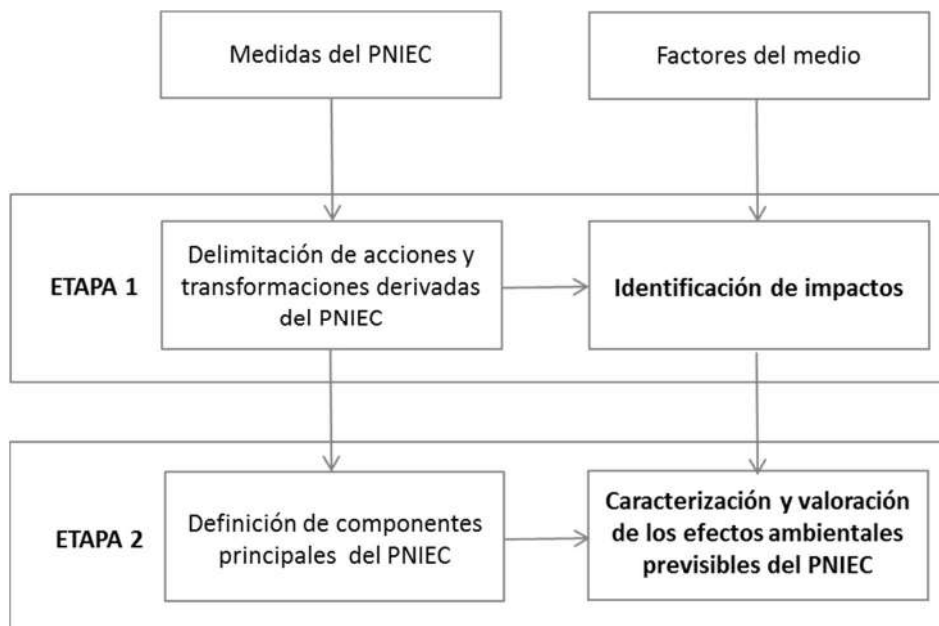 Medidas del PNIEC
Factores del medio
ETAPA 1
Delimitación de acciones y
transformaciones derivadas
del PNIEC
Identificación de impactos
ETAPA 2
Definición de componentes
principales del PNIEC
Caracterización y valoración
de los efectos ambientales
previsibles del PNIEC